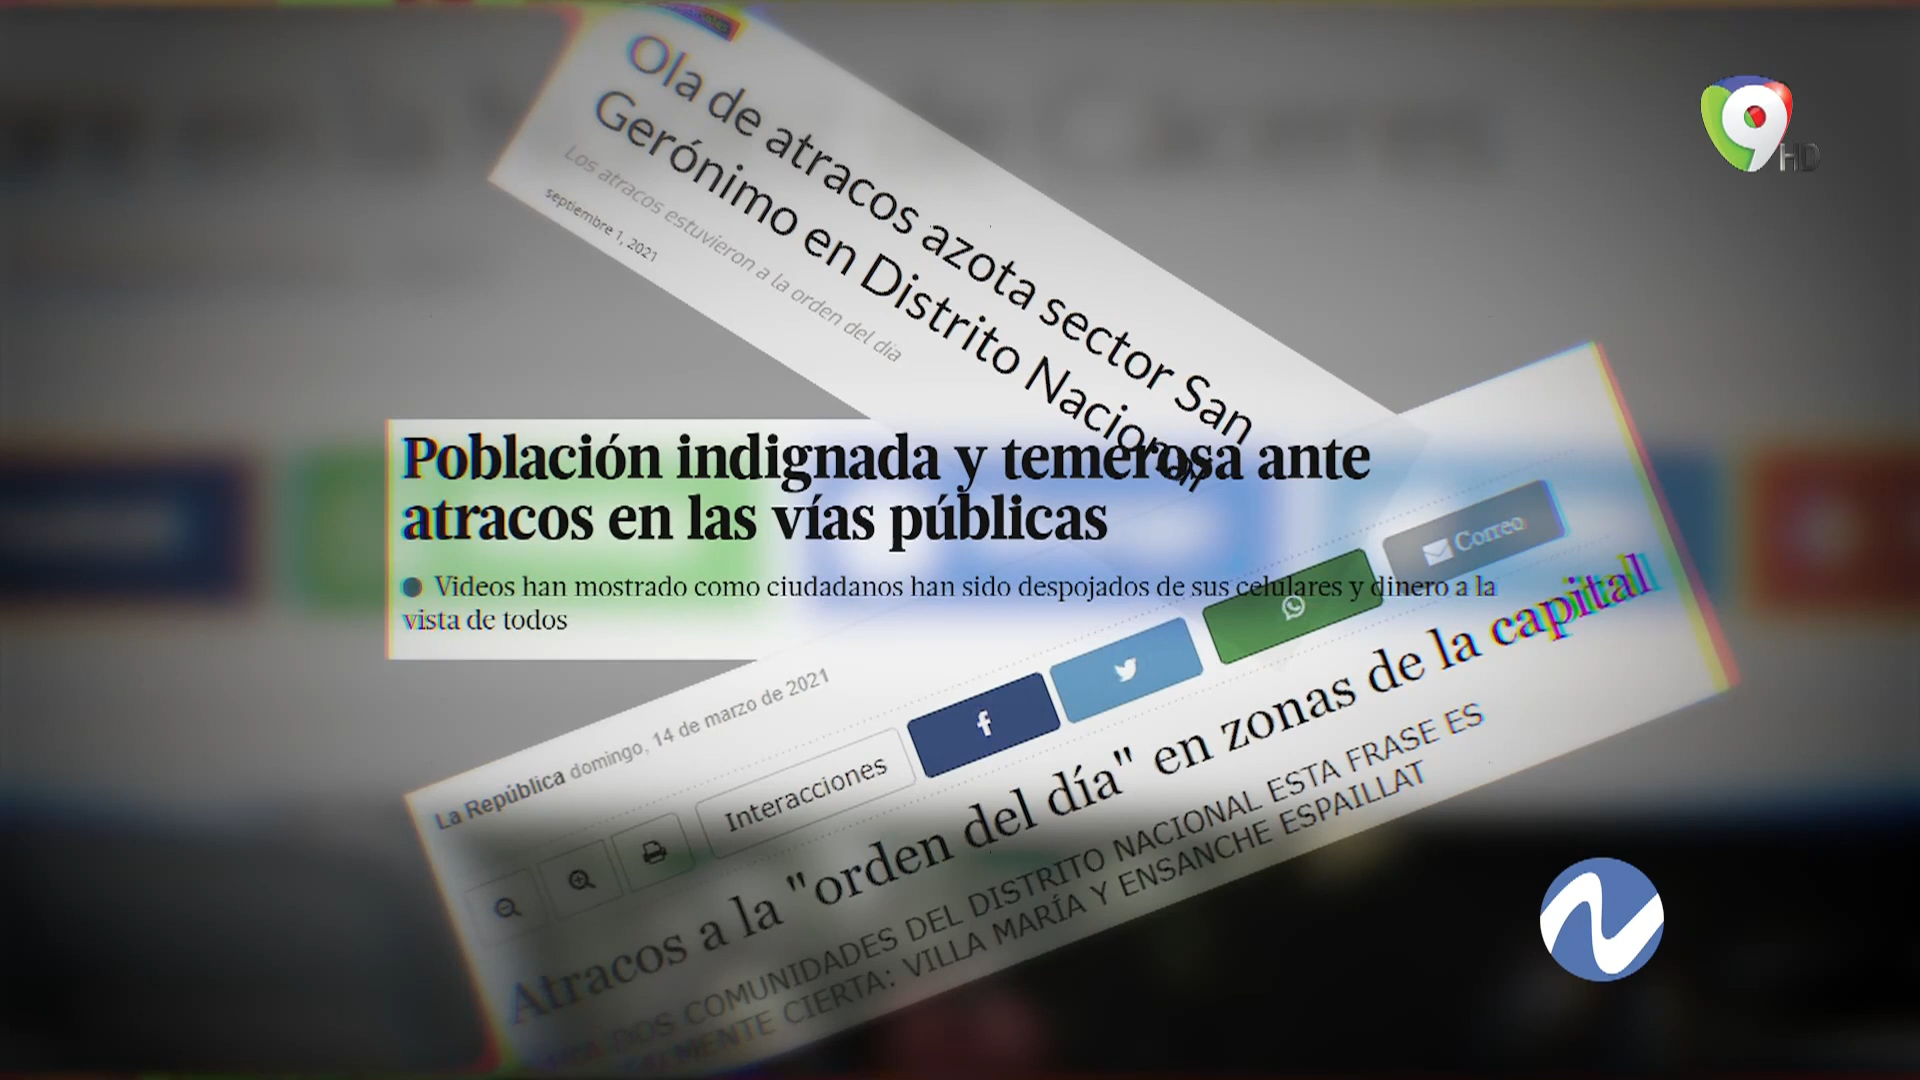 Ola de atracos azota sector San
Gerónimo en Distrito Nacional
Los atracos estuvieron a la orden del día
septiembre 1, 2021
9
HD
Población indignada y temerosa ante
atracos en las vías públicas
Videos han mostrado como ciudadanos han sido despojados de sus celulares y dinero a la
vista de todos
La República domingo, 14 de marzo de 2021
Interacciones
Correo
Atracos a la "orden del día" en zonas de la capital
DOS COMUNIDADES DEL DISTRITO NACIONAL ESTA FRASE ES
CIERTA: VILLA MARÍA Y ENSANCHE ESPAILLAT